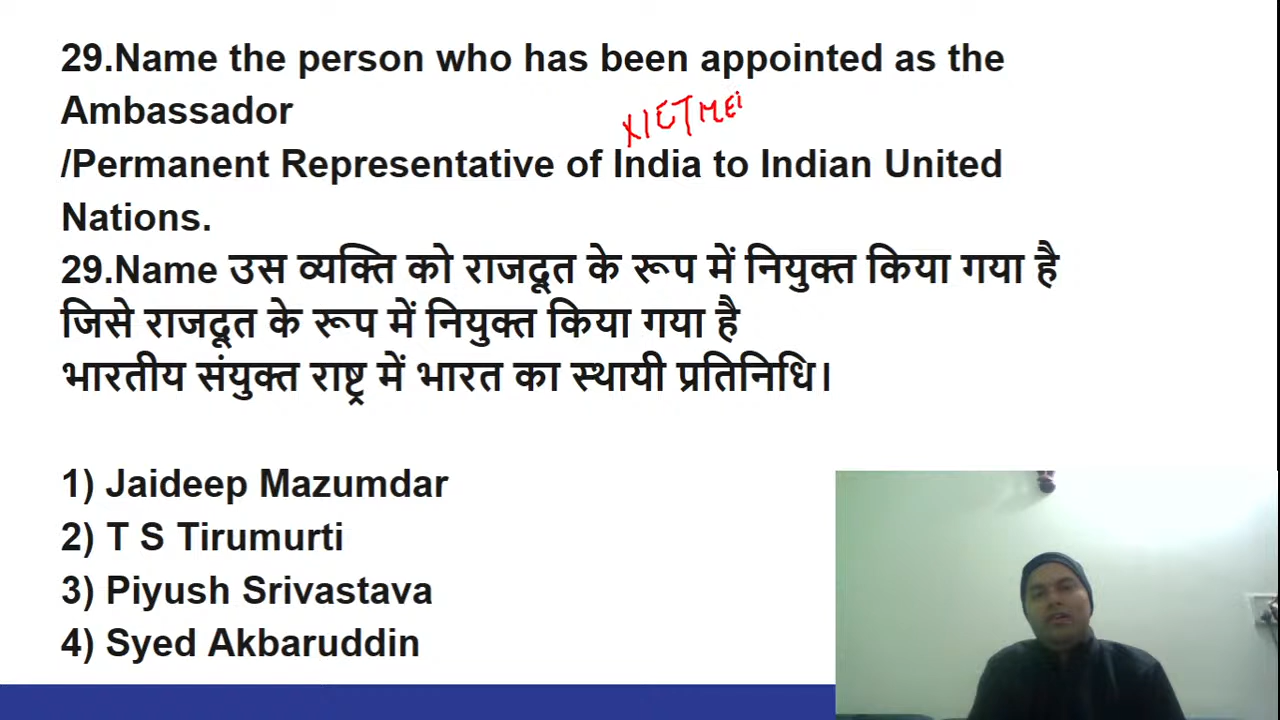 29.Name the person who has been appointed as the
Ambassador
XIETMEI
/Permanent Representative of India to Indian United
Nations.
29.Name उस व्यक्ति को राजदूत के रूप में नियुक्त किया गया है
जिसे राजदूत के रूप में नियुक्त किया गया है
भारतीय संयुक्त राष्ट्र में भारत का स्थायी प्रतिनिधि।
1) Jaideep Mazumdar
2) T S Tirumurti
3) Piyush Srivastava
4) Syed Akbaruddin